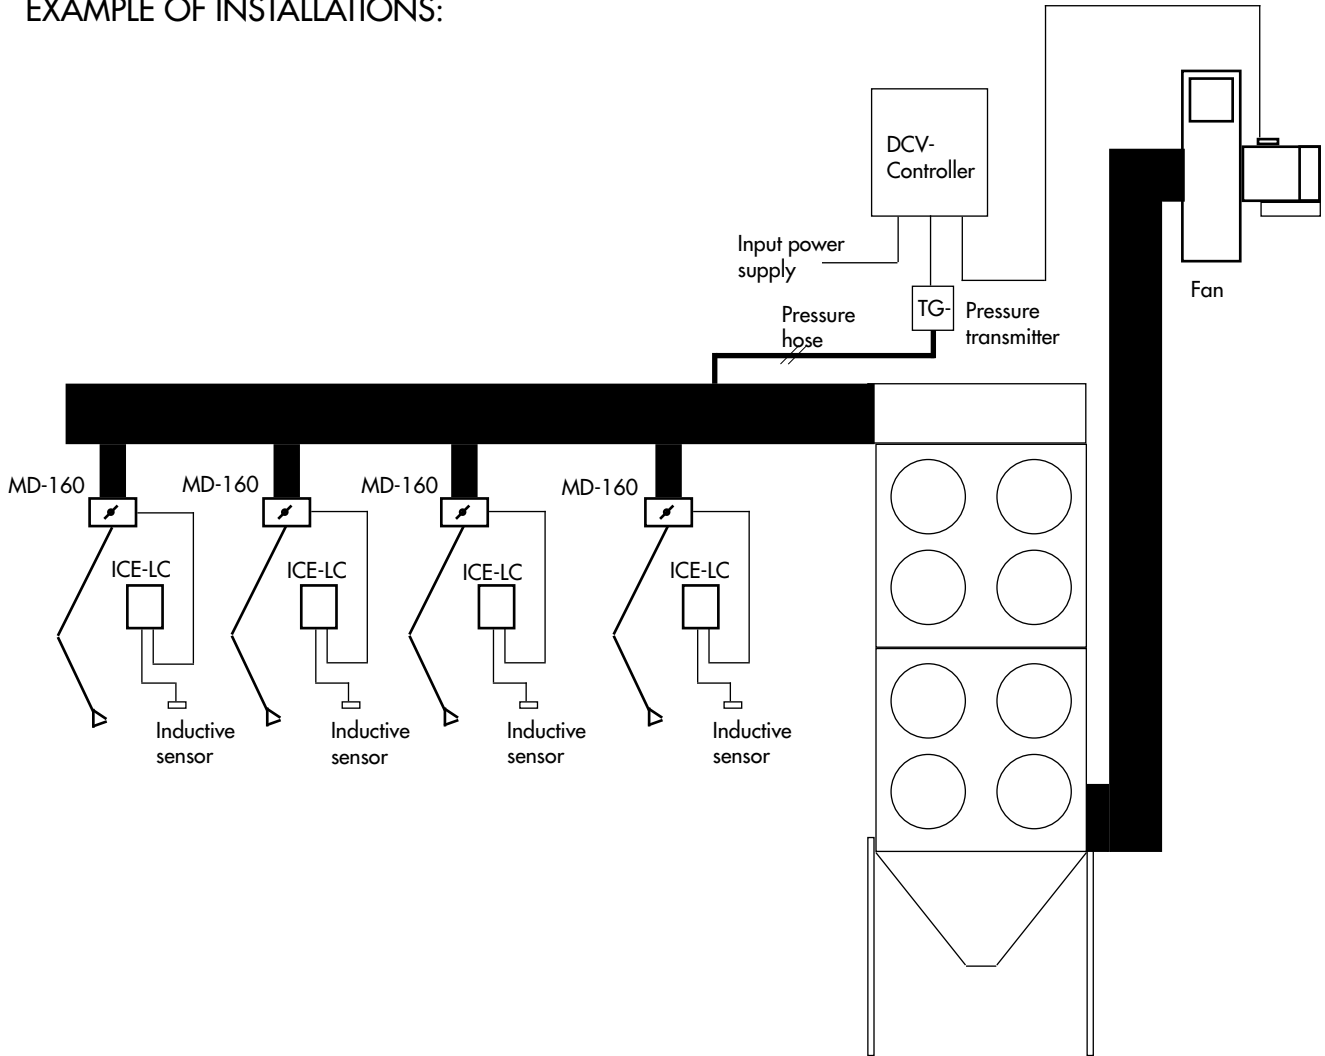 EXAMPLE OF INSTALLATIONS:
DCV-
Controller
Input power
supply
Fan
TG-
Pressure
transmitter
Pressure
hose
MD-160
MD-160
MD-160
MD-160
ICE-LC
ICE-LC
ICE-LC
ICE-LC
Inductive
sensor
Inductive
sensor
Inductive
sensor
Inductive
sensor